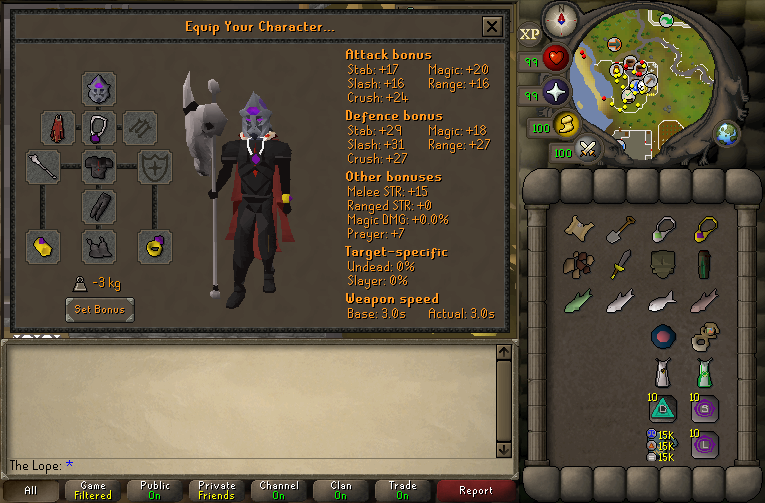 Equip Your Character...
Attack bonus
Stab: +17 Magic: +20
Slash: +16 Range: +16
Crush: +24
Defence bonus
Stab: +29 Magic: +18
Slash: +31 Range: +27
Crush: +27
Other bonuses
Melee STR: +15
Ranged STR: +0
Magic DMG: +0.0%
Prayer: +7
Target-specific
Undead: 0%
Slayer: 0%
Weapon speed
Base: 3.0s Actual: 3.0s
-3 kg
Set Bonus
XP
99
99
100
100
10 10
D S
15K
15K
15K
10
L
The Lope: *
All
Game
Filtered
Public
On
Private
Friends
Channel
On
Clan
On
Trade
On
Report